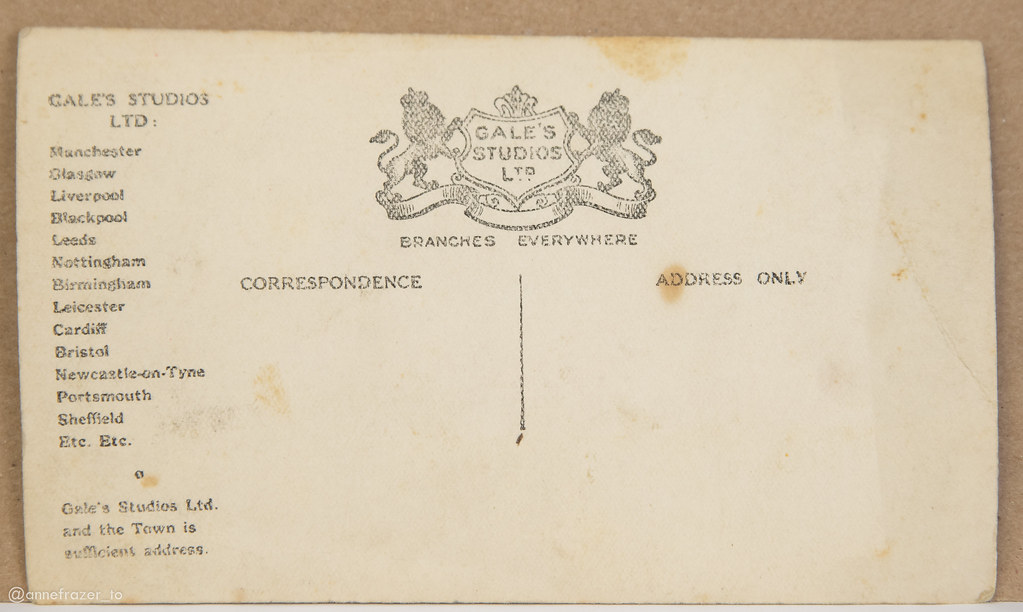 GALE'S STUDIOS
LTD:
Manchester
Glasgow
Liverpool
Blackpool
Leeds
Nottingham
Birmingham
Leicester
Cardiff
Bristol
Newcastle-on-Tyne
Portsmouth
Sheffield
Etc. Etc.
Gale's Studios Ltd.
and the Town is
sufficient address.
GALE'S
STUDIOS
LTD
BRANCHES EVERYWHERE
CORRESPONDENCE
ADDRESS ONLY
@annefrazer_to